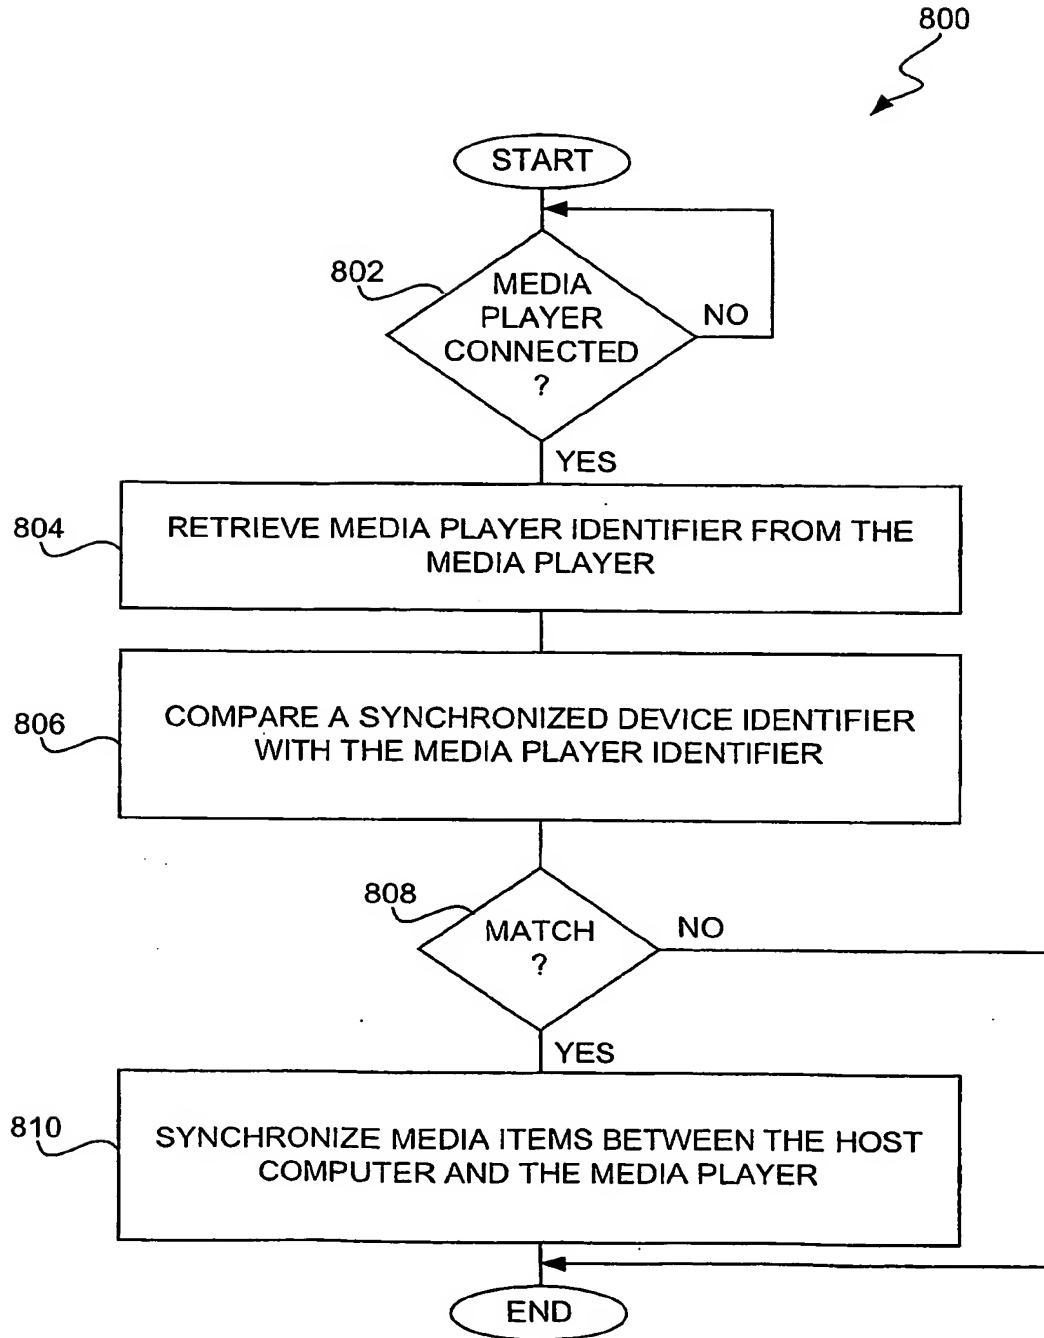 800
START
802
MEDIA
PLAYER
CONNECTED
?
NO
YES
804
RETRIEVE MEDIA PLAYER IDENTIFIER FROM THE
MEDIA PLAYER
806
COMPARE A SYNCHRONIZED DEVICE IDENTIFIER
WITH THE MEDIA PLAYER IDENTIFIER
808
MATCH
?
NO
YES
810
SYNCHRONIZE MEDIA ITEMS BETWEEN THE HOST
COMPUTER AND THE MEDIA PLAYER
END